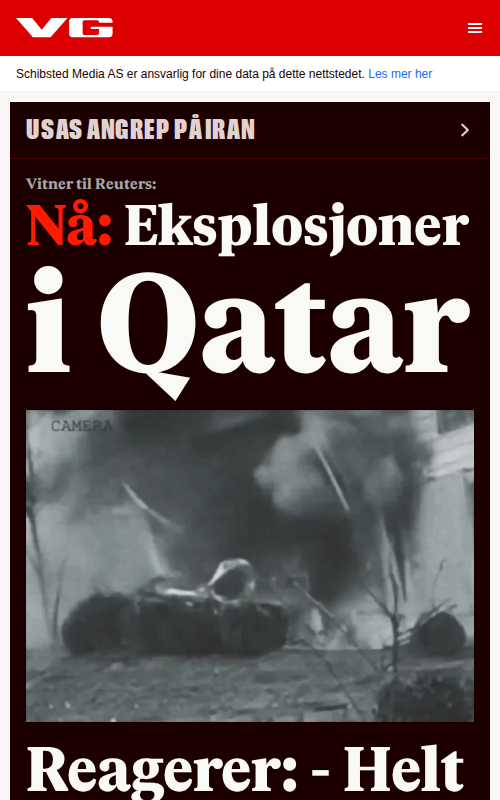 VG
Schibsted Media AS er ansvarlig for dine data på dette nettstedet. Les mer her
USAS ANGREP PÅ IRAN
Vitner til Reuters:
Nå: Eksplosjoner
i Qatar
CAMERA
Reagerer: - Helt